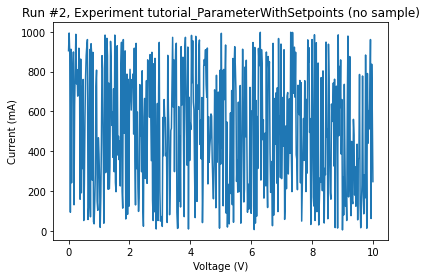 Run #2, Experiment tutorial_ParameterWithSetpoints (no sample)
1000
800
600
400
200
0
Current (mA)
0 2 4 6 8 10
Voltage (V)